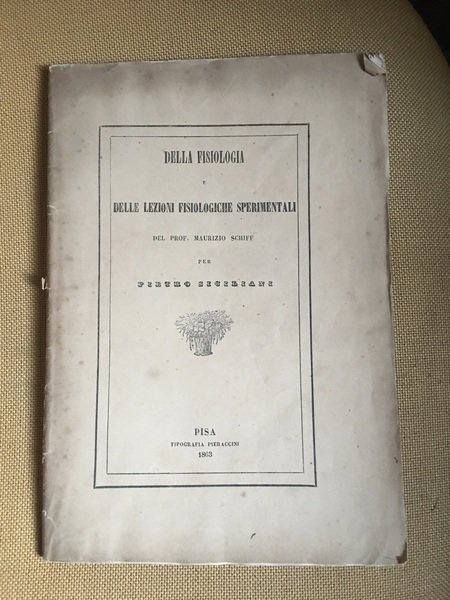 DELLA FISIOLOGIA
E
DELLE LEZIONI FISIOLOGICHE SPERIMENTALI
DEL PROF. MAURIZIO SCHIFF
PER
PIETRO SICILIANI
PISA
TIPOGRAFIA PIERACCINI
1863